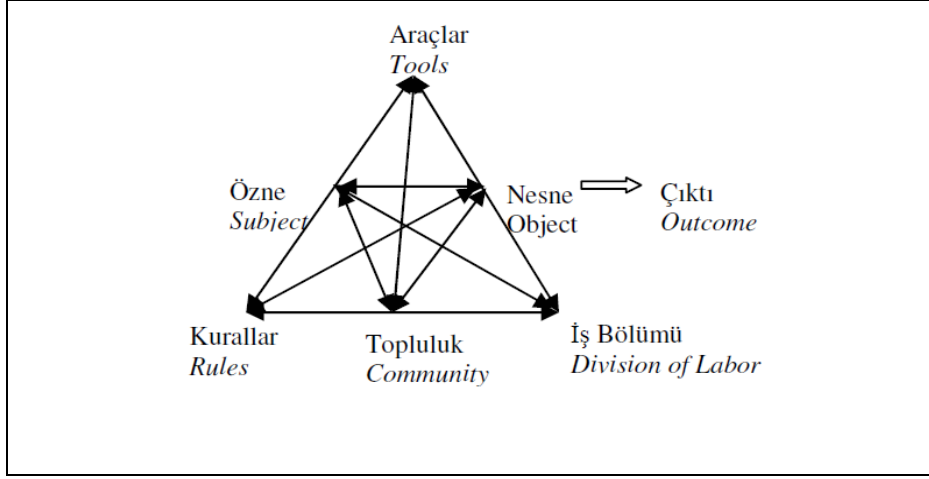 Araçlar
Tools
Özne
Subject
Nesne
Object
Çıktı
Outcome
Kurallar
Rules
Topluluk
Community
İş Bölümü
Division of Labor